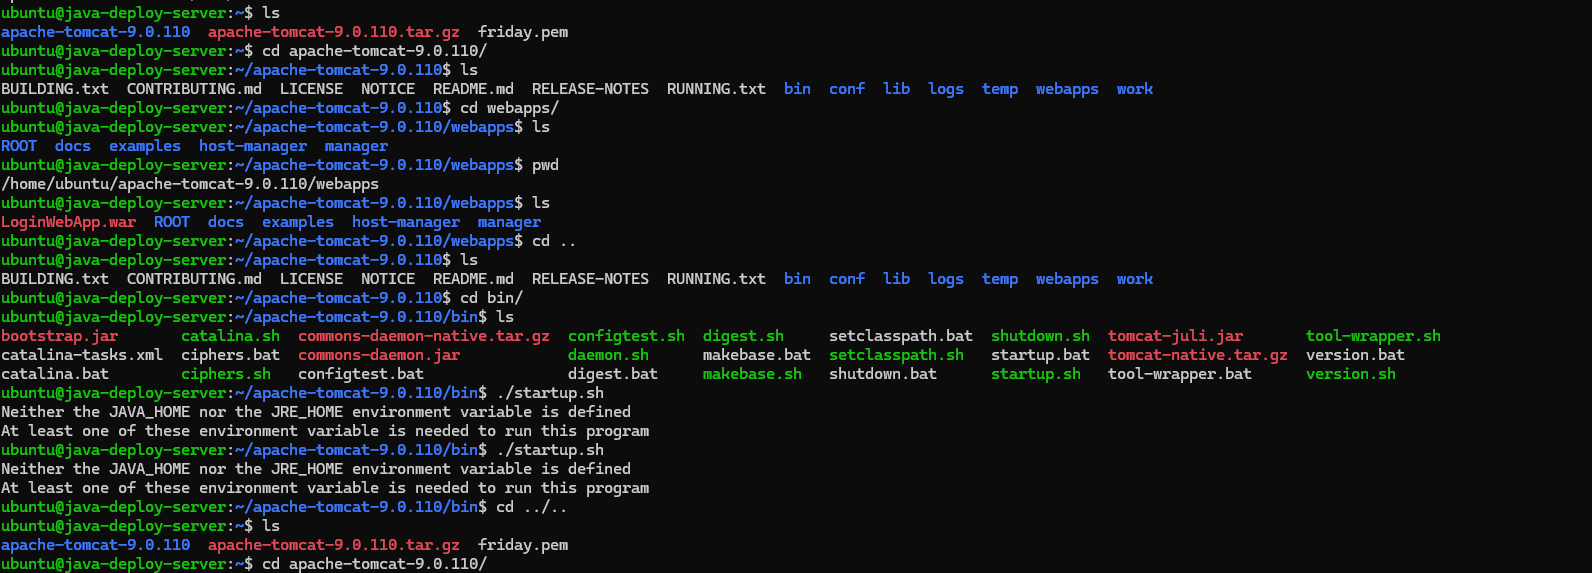 ubuntu@java-deploy-server:~$ ls
apache-tomcat-9.0.110  apache-tomcat-9.0.110.tar.gz  friday.pem
ubuntu@java-deploy-server:~$ cd apache-tomcat-9.0.110/
ubuntu@java-deploy-server:~/apache-tomcat-9.0.110$ ls
BUILDING.txt  CONTRIBUTING.md  LICENSE  NOTICE  README.md  RELEASE-NOTES  RUNNING.txt  bin  conf  lib  logs  temp  webapps  work
ubuntu@java-deploy-server:~/apache-tomcat-9.0.110$ cd webapps/
ubuntu@java-deploy-server:~/apache-tomcat-9.0.110/webapps$ ls
ROOT  docs  examples  host-manager  manager
ubuntu@java-deploy-server:~/apache-tomcat-9.0.110/webapps$ pwd
/home/ubuntu/apache-tomcat-9.0.110/webapps
ubuntu@java-deploy-server:~/apache-tomcat-9.0.110/webapps$ ls
LoginWebApp.war  ROOT  docs  examples  host-manager  manager
ubuntu@java-deploy-server:~/apache-tomcat-9.0.110/webapps$ cd ..
ubuntu@java-deploy-server:~/apache-tomcat-9.0.110$ ls
BUILDING.txt  CONTRIBUTING.md  LICENSE  NOTICE  README.md  RELEASE-NOTES  RUNNING.txt  bin  conf  lib  logs  temp  webapps  work
ubuntu@java-deploy-server:~/apache-tomcat-9.0.110$ cd bin/
ubuntu@java-deploy-server:~/apache-tomcat-9.0.110/bin$ ls
bootstrap.jar       catalina.sh  commons-daemon-native.tar.gz  configtest.sh  digest.sh    setclasspath.bat  shutdown.sh  tomcat-juli.jar       tool-wrapper.sh
catalina-tasks.xml  ciphers.bat  commons-daemon.jar            daemon.sh      makebase.bat  setclasspath.sh   startup.bat  tomcat-native.tar.gz  version.bat
catalina.bat        ciphers.sh   configtest.bat                digest.bat     makebase.sh   shutdown.bat      startup.sh   tool-wrapper.bat      version.sh
ubuntu@java-deploy-server:~/apache-tomcat-9.0.110/bin$ ./startup.sh
Neither the JAVA_HOME nor the JRE_HOME environment variable is defined
At least one of these environment variable is needed to run this program
ubuntu@java-deploy-server:~/apache-tomcat-9.0.110/bin$ ./startup.sh
Neither the JAVA_HOME nor the JRE_HOME environment variable is defined
At least one of these environment variable is needed to run this program
ubuntu@java-deploy-server:~/apache-tomcat-9.0.110/bin$ cd ../..
ubuntu@java-deploy-server:~$ ls
apache-tomcat-9.0.110  apache-tomcat-9.0.110.tar.gz  friday.pem
ubuntu@java-deploy-server:~$ cd apache-tomcat-9.0.110/